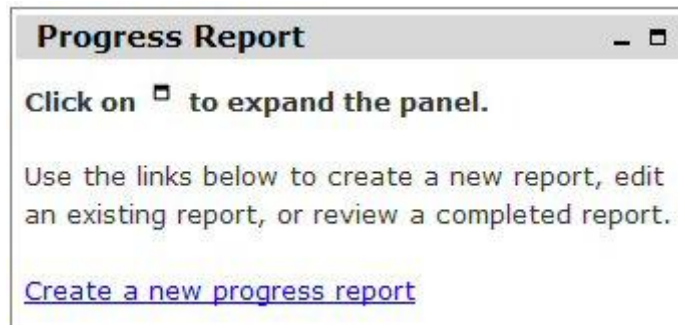 Progress Report
Click on to expand the panel.
Use the links below to create a new report, edit
an existing report, or review a completed report.
Create a new progress report